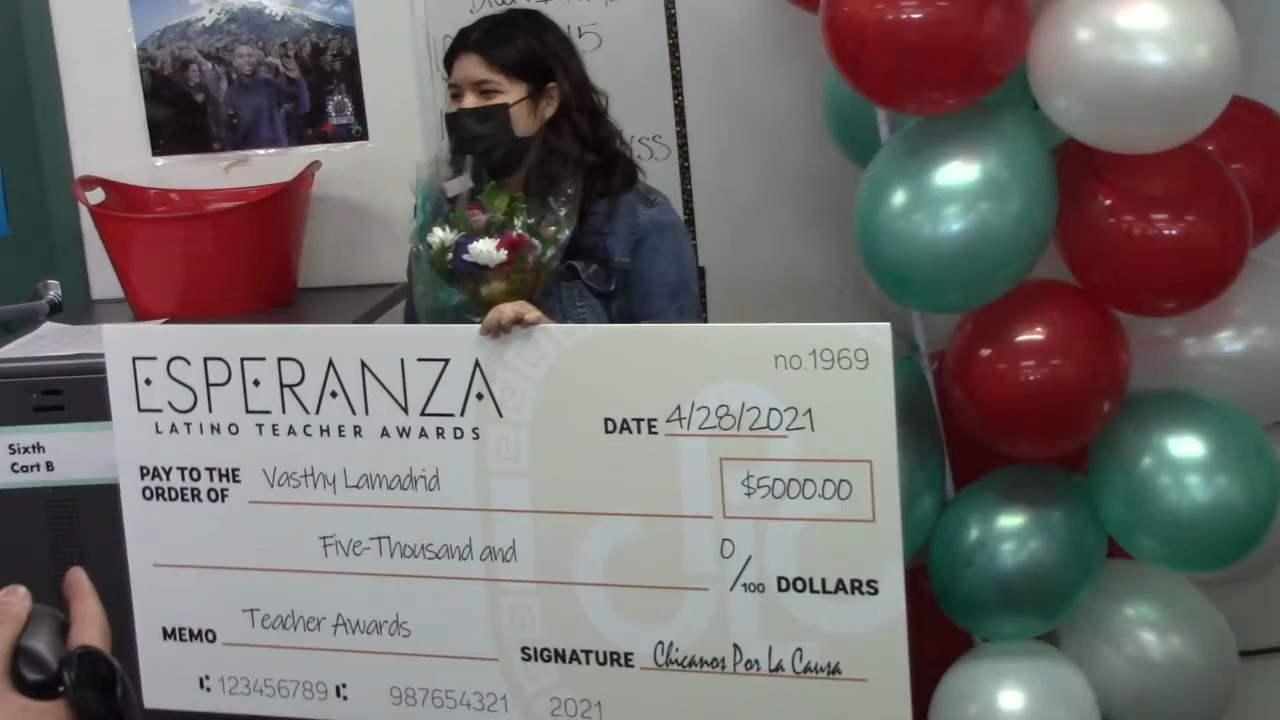 15
ESPERANZA
LATINO TEACHER AWARDS
no.1969
DATE 4/28/2021
PAY TO THE
ORDER OF Vasthy Lamadrid
$5000.00
Five-Thousand and 0/100 DOLLARS
MEMO Teacher Awards
SIGNATURE Chicanos Por La Causa
⑆123456789⑆ 987654321 2021
Sixth
Cart B